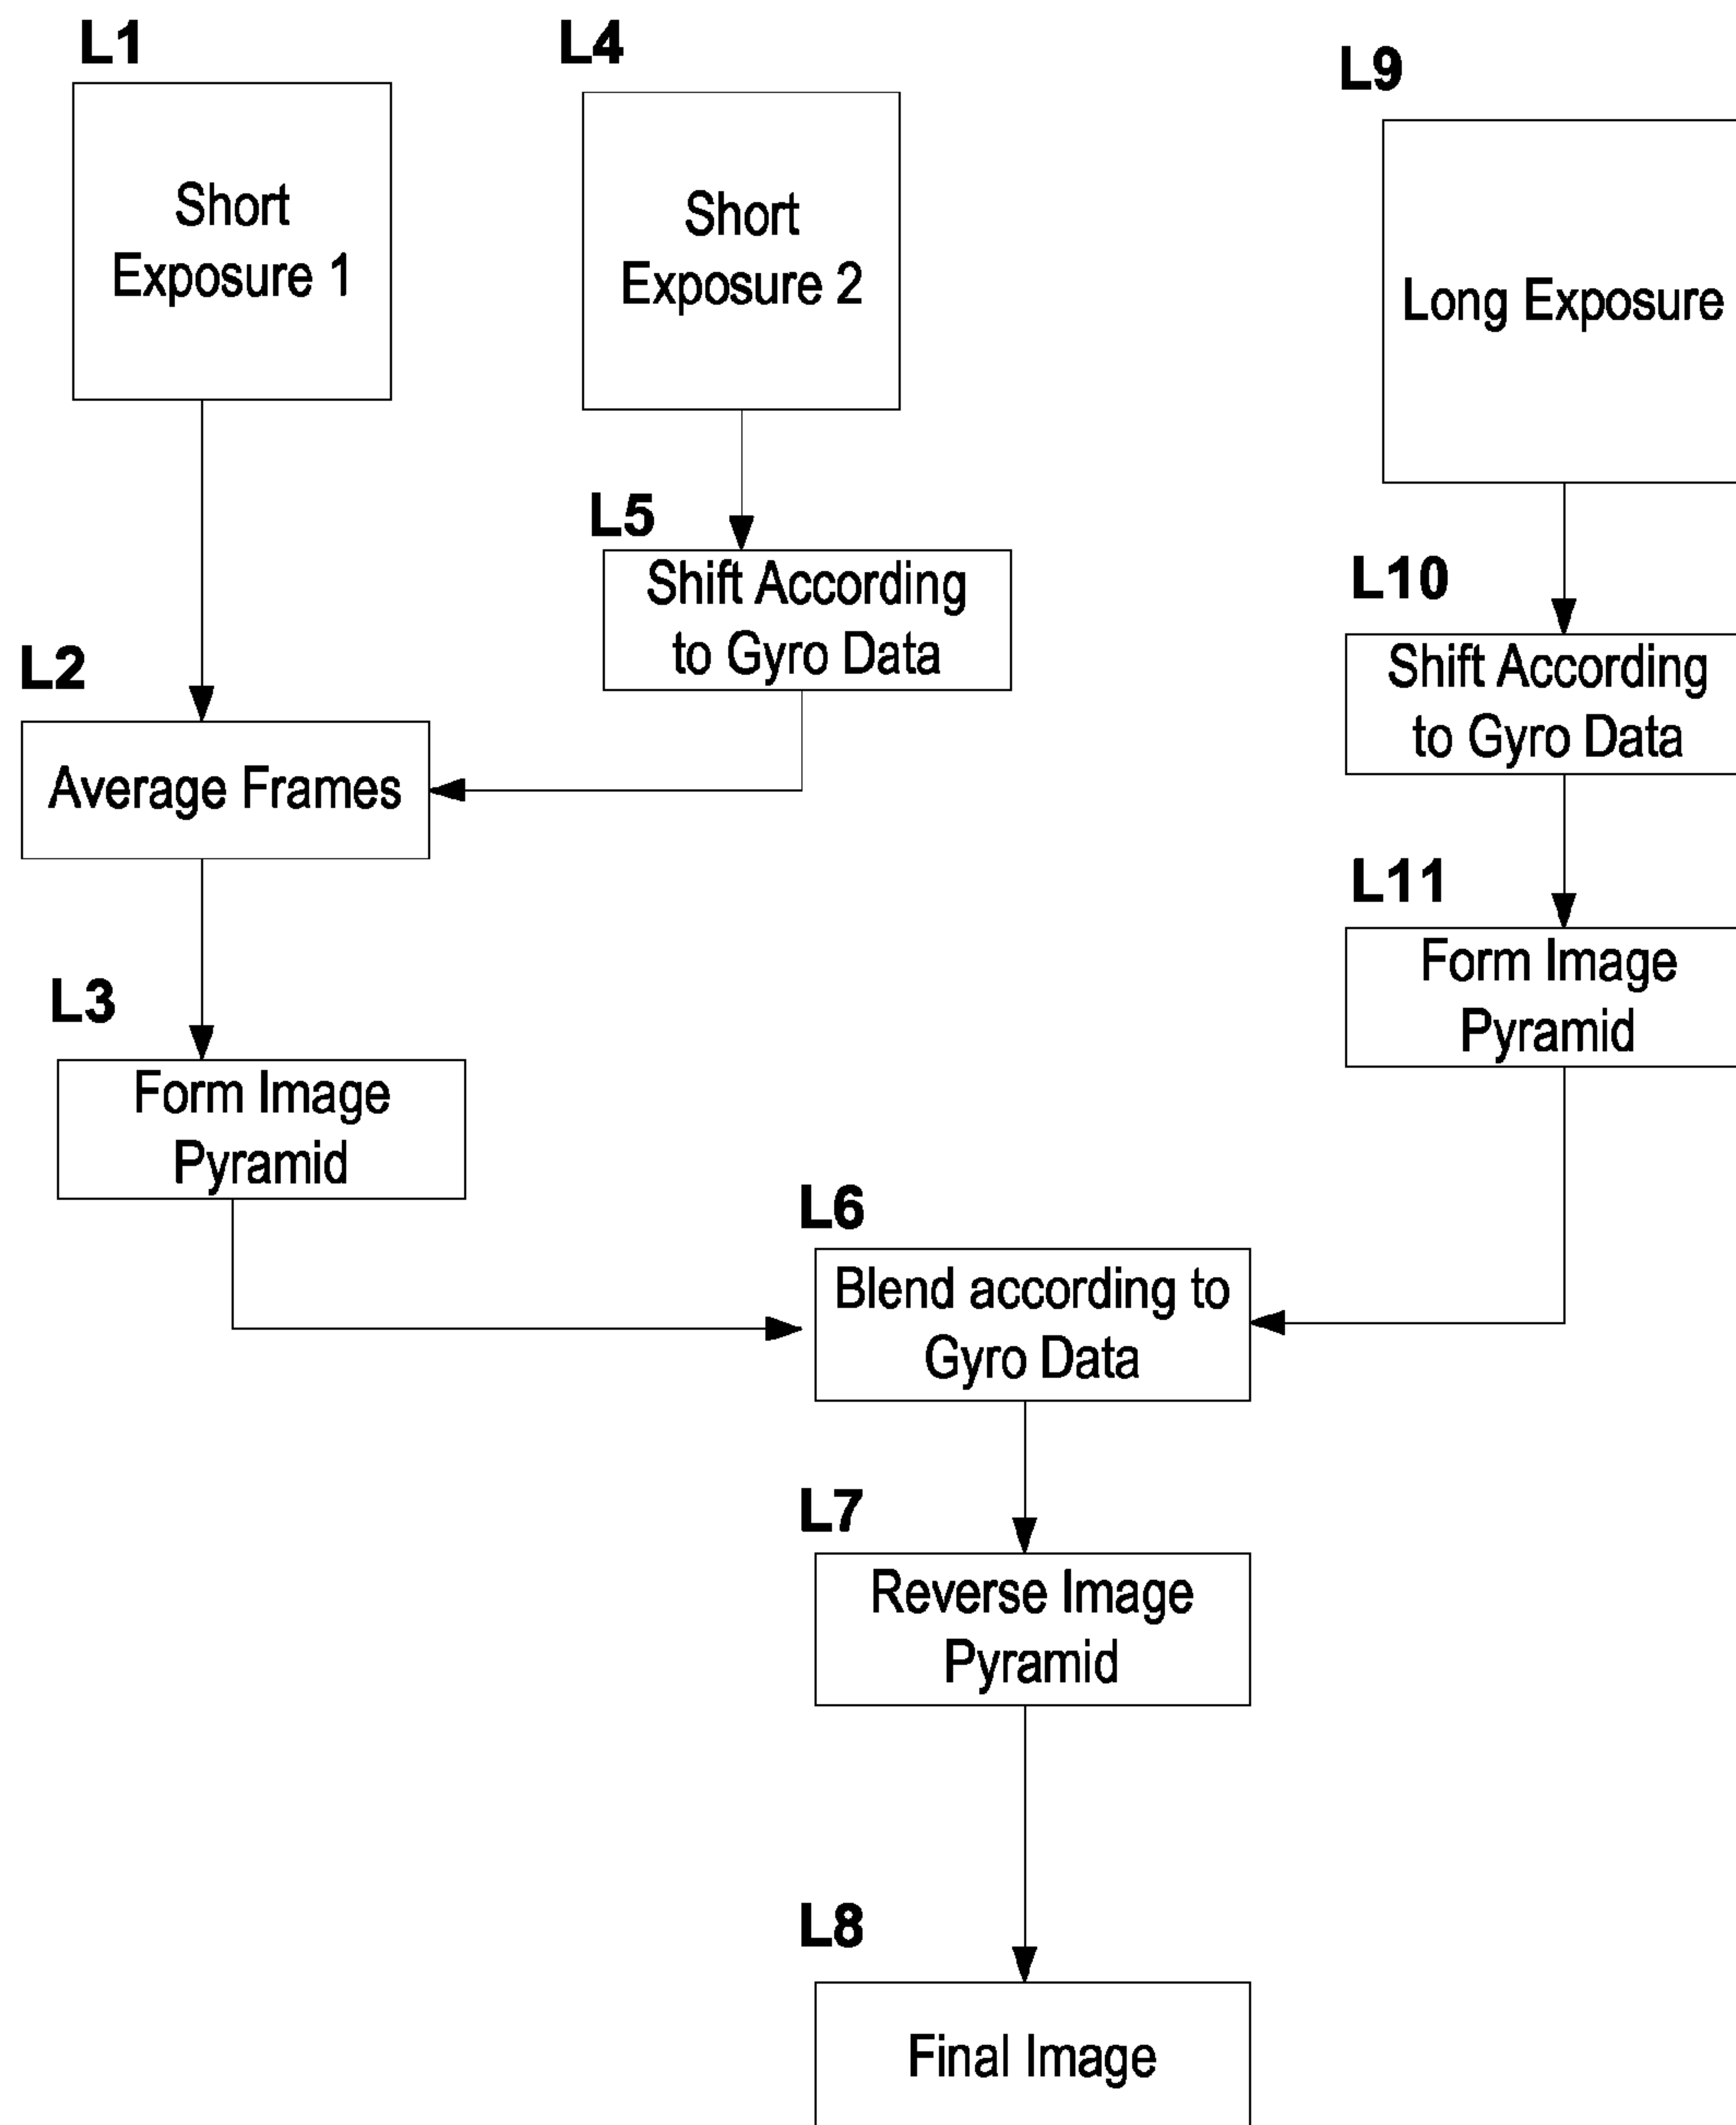 L1
Short
Exposure 1
L4
Short
Exposure 2
L9
Long Exposure
L5
Shift According
to Gyro Data
L10
Shift According
to Gyro Data
L2
Average Frames
L11
Form Image
Pyramid
L3
Form Image
Pyramid
L6
Blend according to
Gyro Data
L7
Reverse Image
Pyramid
L8
Final Image